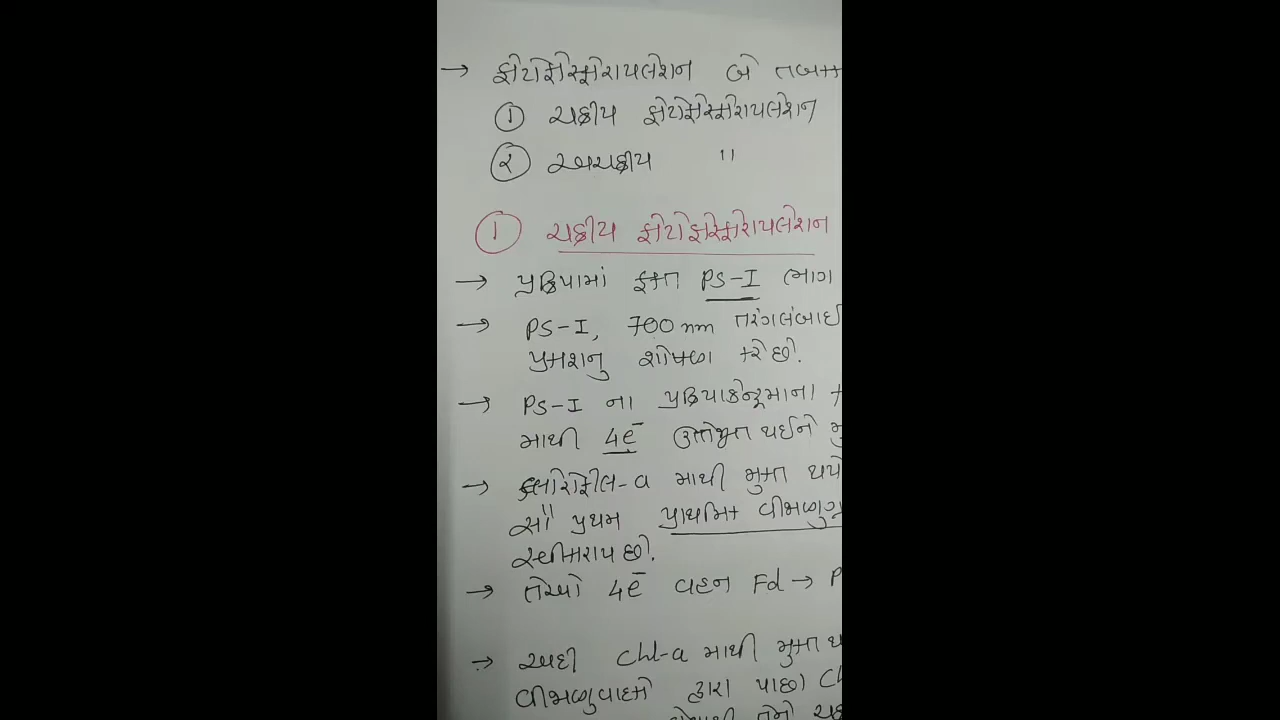 → ફોટોફોસ્ફોરાયલેશન બે તબક્ક
① ચક્રીય ફોટોફોસ્ફોરાયલેશન
② અચક્રીય "
① ચક્રીય ફોટોફોસ્ફોરાયલેશન
→ પ્રક્રિયામાં ફક્ત PS-I ભાગ
→ PS-I, 700 nm તરંગલંબાઈ
પ્રકાશનુ શોષણ કરે છે.
→ PS-I ના પ્રક્રિયાકેન્દ્રમાના ક
માથી 4e⁻ ઉત્તેજીત થઈને મુ
→ ક્લોરોફીલ-a માથી મુક્ત થયે
સૌ પ્રથમ પ્રાથમિક વીજાણુગ્ર
સ્વીકારાય છે.
→ તેઓ 4e⁻ વહન Fd → P
→ અહી Chl-a માથી મુક્ત થ
વીજાણુવાહકો દ્વારા પાછા Ch
તેમો ચક્ર